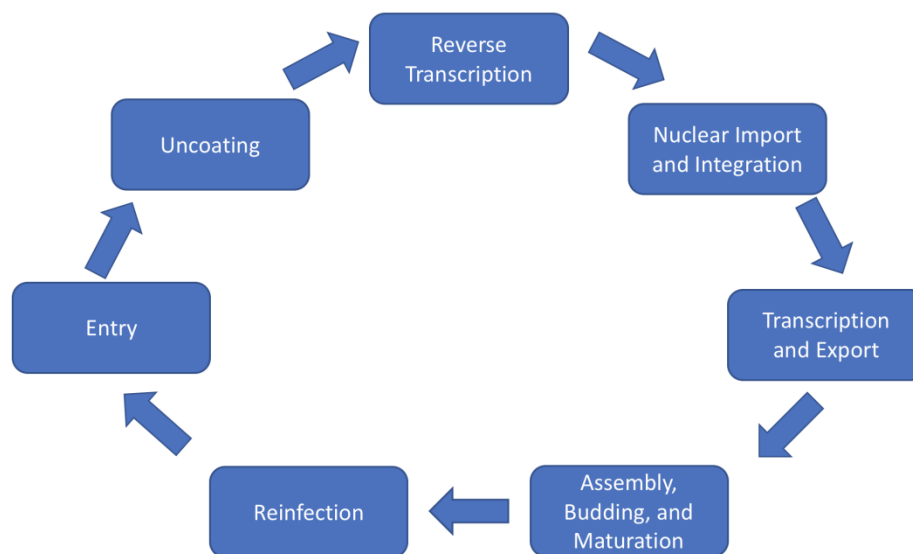 Reverse
Transcription
Uncoating
Nuclear Import
and Integration
Entry
Transcription
and Export
Reinfection
Assembly,
Budding, and
Maturation